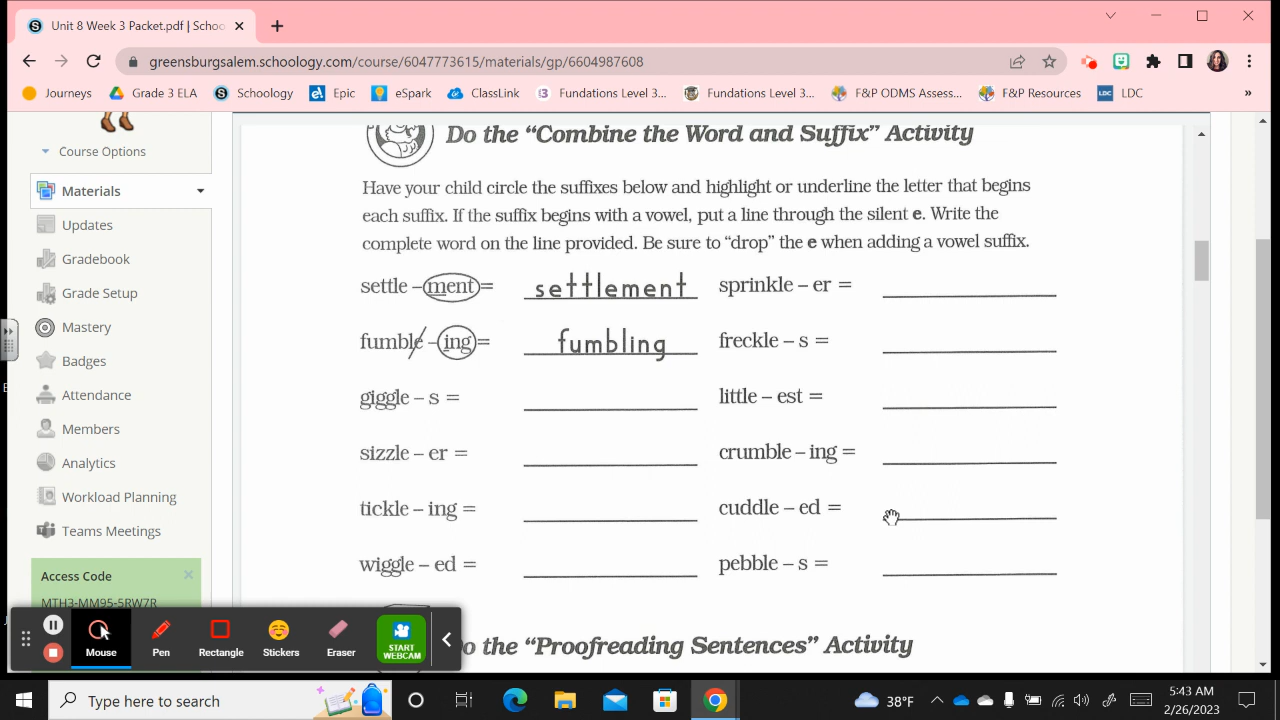 Unit 8 Week 3 Packet.pdf | Schoo
greensburgsalem.schoology.com/course/6047773615/materials/gp/6604987608
Journeys Grade 3 ELA Schoology Epic eSpark ClassLink Fundations Level 3... Fundations Level 3... F&P ODMS Assess... F&P Resources LDC LDC »
Course Options
Materials
Updates
Gradebook
Grade Setup
Mastery
Badges
Attendance
Members
Analytics
Workload Planning
Teams Meetings
Access Code
MTH3-MM95-5RW7R
Do the “Combine the Word and Suffix” Activity
Have your child circle the suffixes below and highlight or underline the letter that begins
each suffix. If the suffix begins with a vowel, put a line through the silent e. Write the
complete word on the line provided. Be sure to “drop” the e when adding a vowel suffix.
settle – ment = settlement sprinkle – er =
fumble – ing = fumbling freckle – s =
giggle – s = little – est =
sizzle – er = crumble – ing =
tickle – ing = cuddle – ed =
wiggle – ed = pebble – s =
Do the “Proofreading Sentences” Activity
Mouse Pen Rectangle Stickers Eraser START WEBCAM
Type here to search
38°F
5:43 AM
2/26/2023